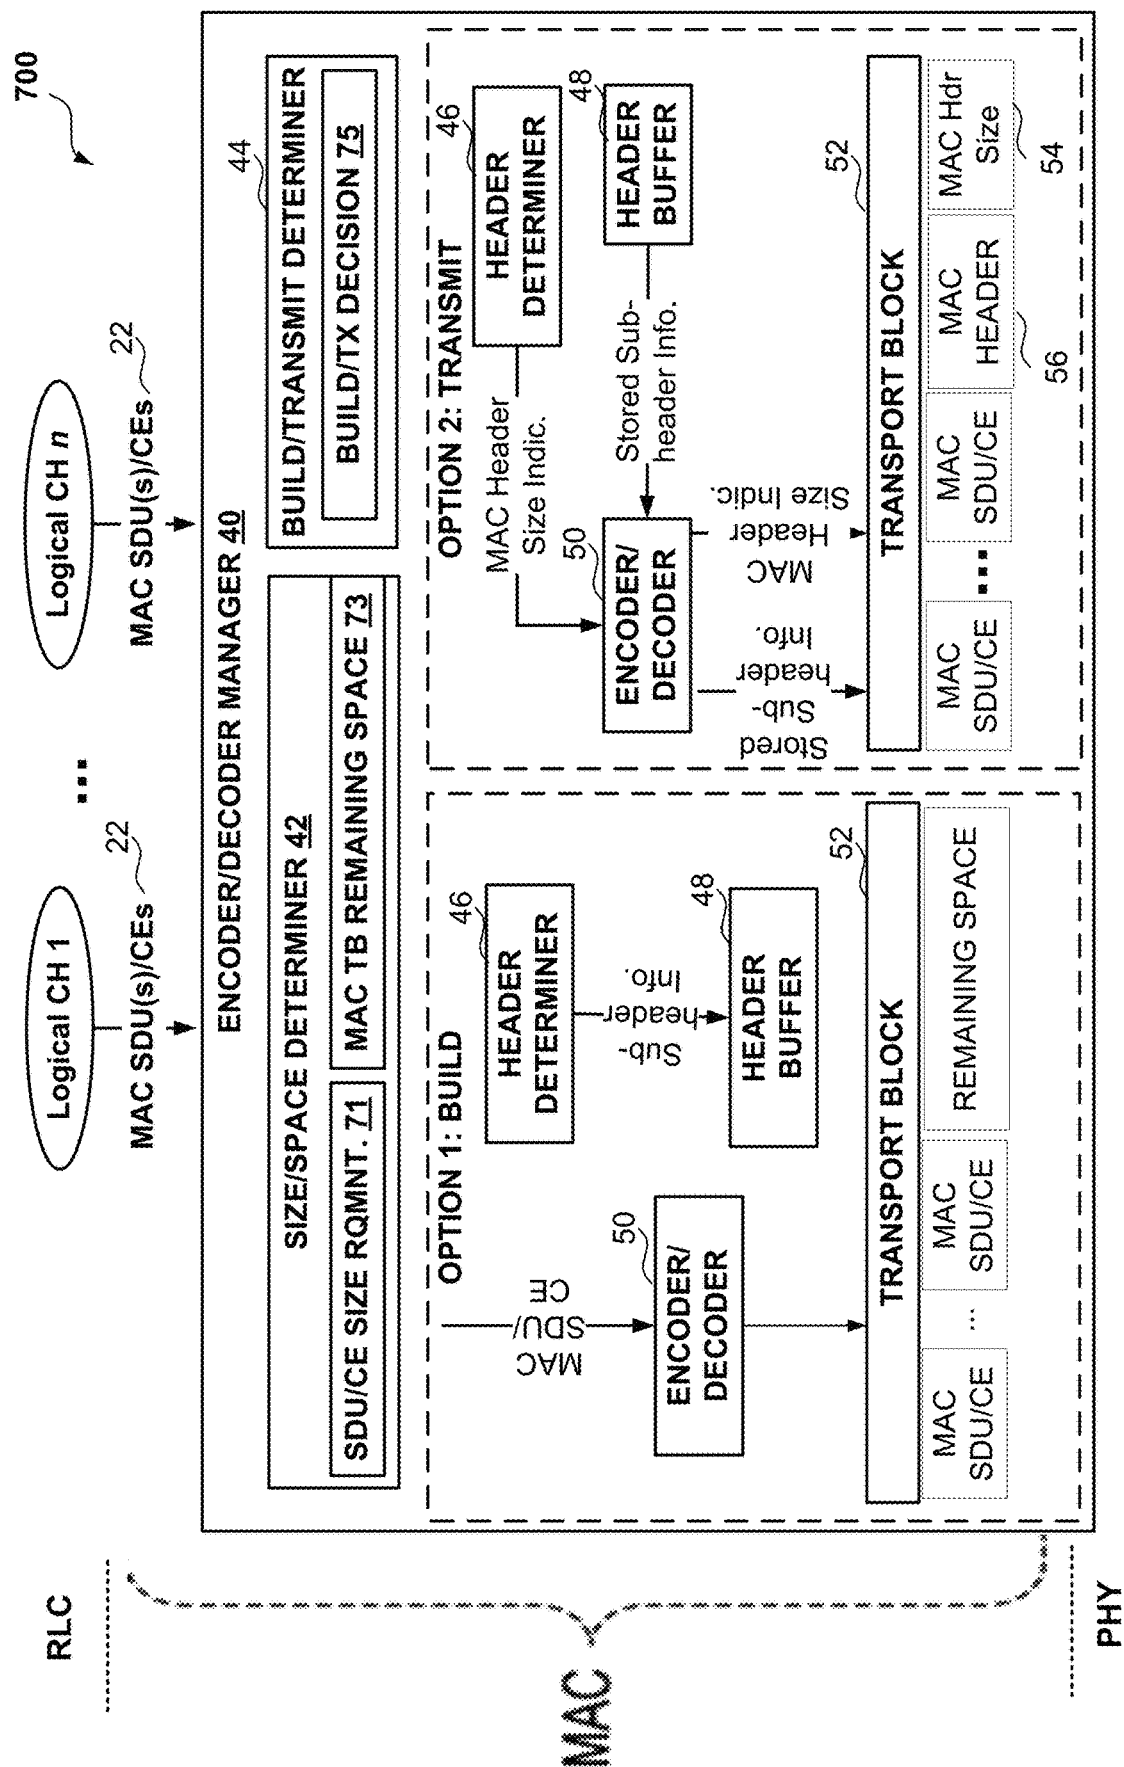 700
RLC
Logical CH 1
...
Logical CH n
MAC SDU(s)/CEs
22
MAC SDU(s)/CEs
22
MAC
ENCODER/DECODER MANAGER 40
SIZE/SPACE DETERMINER 42
SDU/CE SIZE RQMNT. 71
MAC TB REMAINING SPACE 73
44
BUILD/TRANSMIT DETERMINER
BUILD/TX DECISION 75
OPTION 1: BUILD
MAC
SDU/
CE
50
ENCODER/
DECODER
46
HEADER
DETERMINER
Sub-
header
Info.
48
HEADER
BUFFER
52
TRANSPORT BLOCK
MAC
SDU/CE
...
MAC
SDU/CE
REMAINING SPACE
OPTION 2: TRANSMIT
46
HEADER
DETERMINER
MAC Header
Size Indic.
48
HEADER
BUFFER
Stored Sub-
header Info.
50
ENCODER/
DECODER
Stored
Sub-
header
Info.
MAC
Header
Size Indic.
52
TRANSPORT BLOCK
MAC
SDU/CE
...
MAC
SDU/CE
MAC
HEADER
56
MAC Hdr
Size
54
PHY